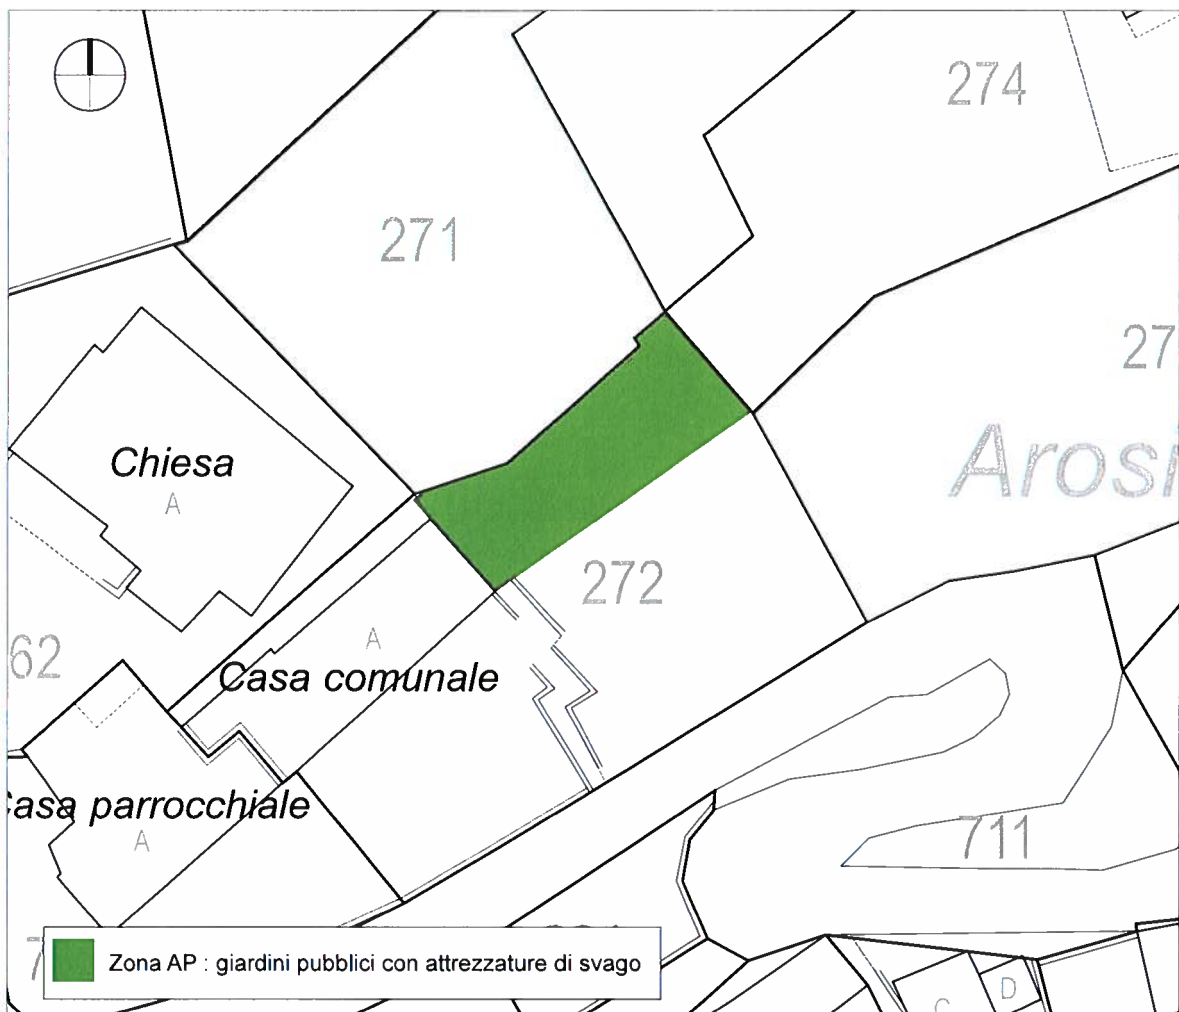 274
271
27
Arosi
Chiesa
A
272
A
62
Casa comunale
Casa parrocchiale
A
711
7
Zona AP : giardini pubblici con attrezzature di svago
D
C